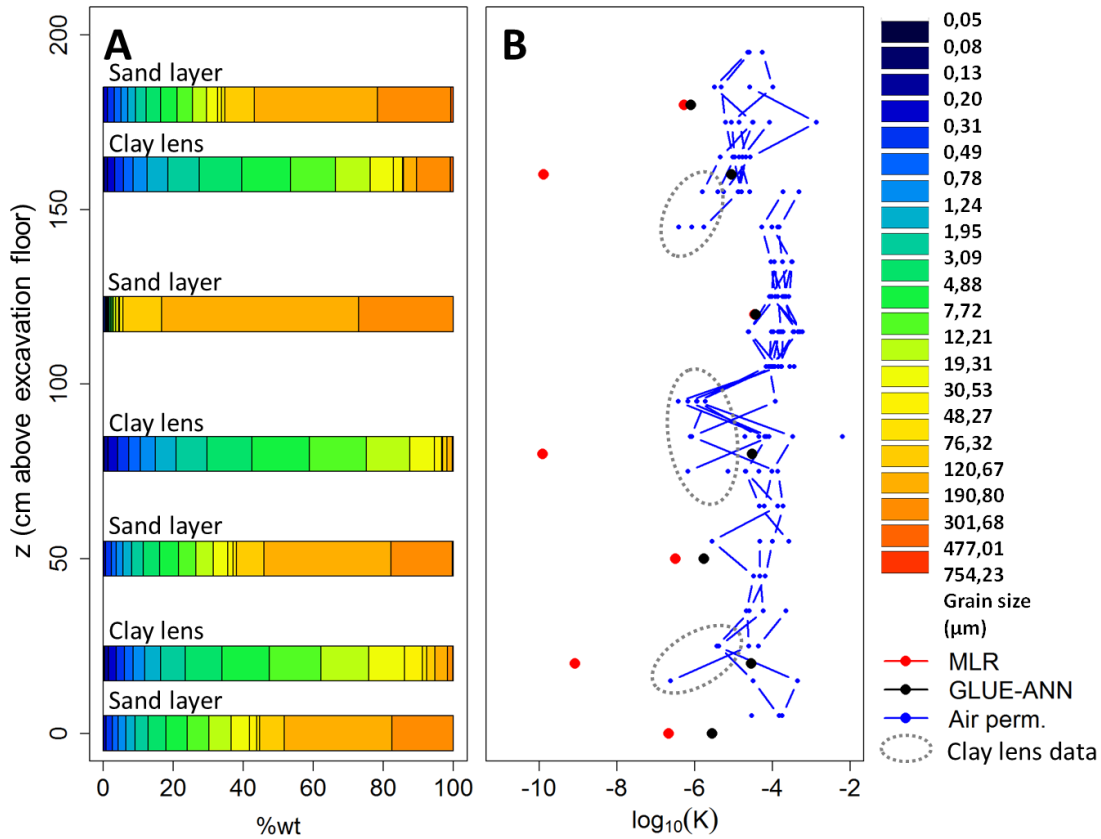 A
B
200
150
100
50
0
z (cm above excavation floor)
Sand layer
Clay lens
Sand layer
Clay lens
Sand layer
Clay lens
Sand layer
0 20 40 60 80 100
%wt
-10 -8 -6 -4 -2
log10(K)
0,05
0,08
0,13
0,20
0,31
0,49
0,78
1,24
1,95
3,09
4,88
7,72
12,21
19,31
30,53
48,27
76,32
120,67
190,80
301,68
477,01
754,23
Grain size
(µm)
MLR
GLUE-ANN
Air perm.
Clay lens data